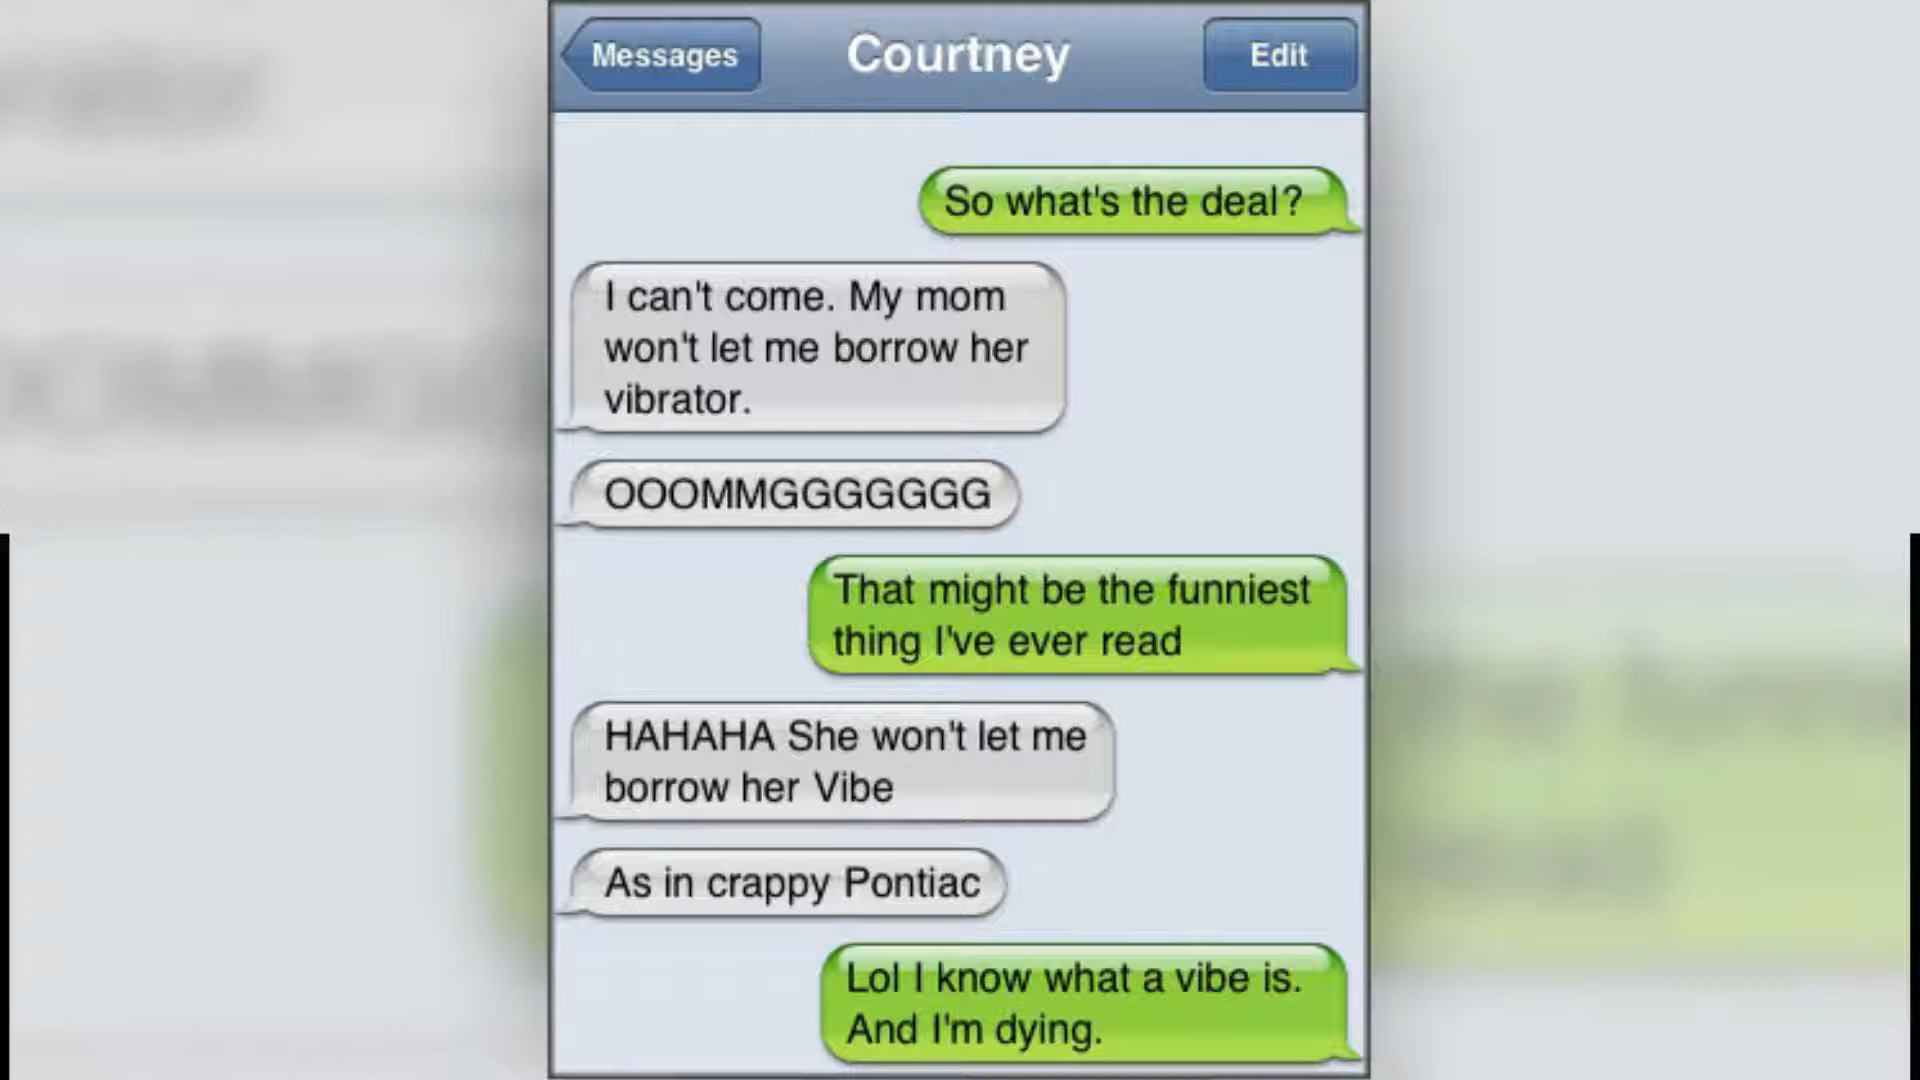 Messages
Courtney
Edit
So what's the deal?
I can't come. My mom
won't let me borrow her
vibrator.
OOOMMGGGGGGG
That might be the funniest
thing I've ever read
HAHAHA She won't let me
borrow her Vibe
As in crappy Pontiac
Lol I know what a vibe is.
And I'm dying.